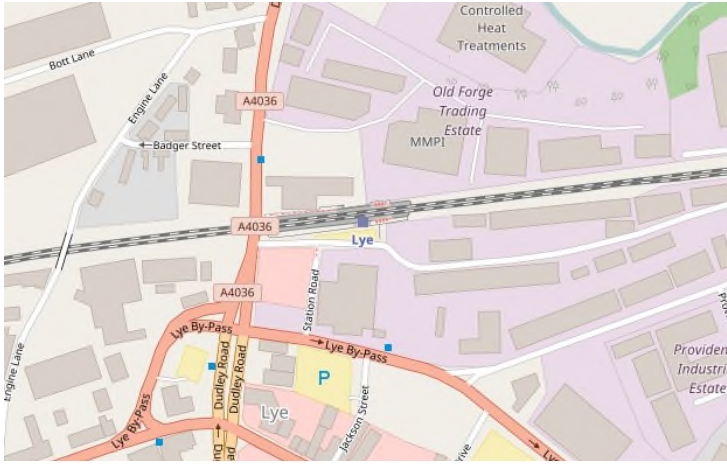 Controlled
Heat
Treatments
Bott Lane
Engine Lane
A4036
Old Forge
Trading
Estate
MMPI
Badger Street
A4036
Lye
A4036
Station Road
Lye By-Pass
Lye By-Pass
Engine Lane
Dudley Road
Dudley Road
P
Lye
Jackson Street
Lye By-Pass
Industri
Estate